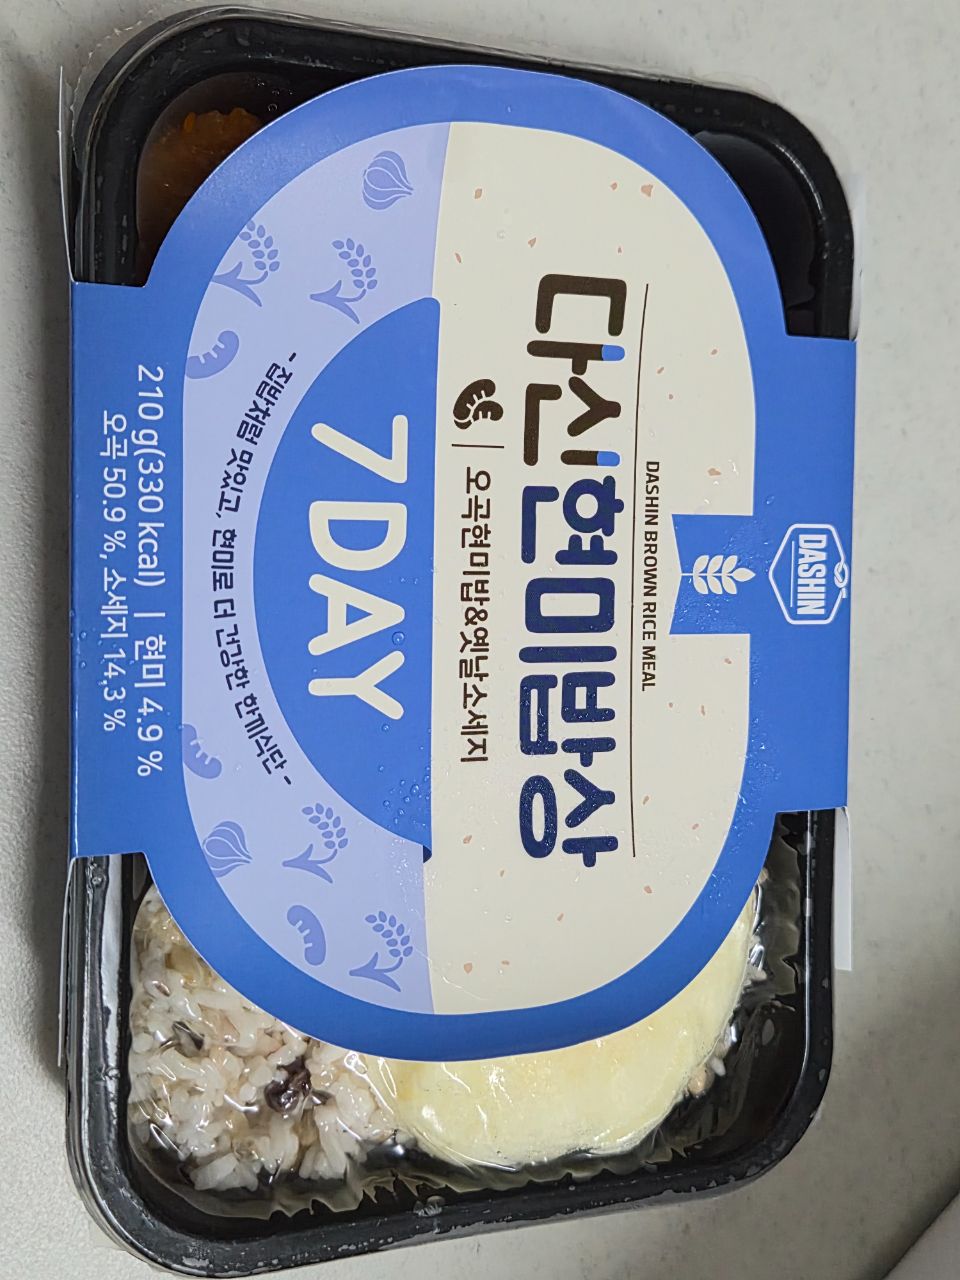 DASHIN
DASHIN BROWN RICE MEAL
다신현미밥상
오곡현미밥&옛날소세지
7DAY
- 집밥처럼 맛있고, 현미로 더 건강한 한끼식단 -
210 g(330 kcal) | 현미 4.9 %
오곡 50.9 %, 소세지 14.3 %